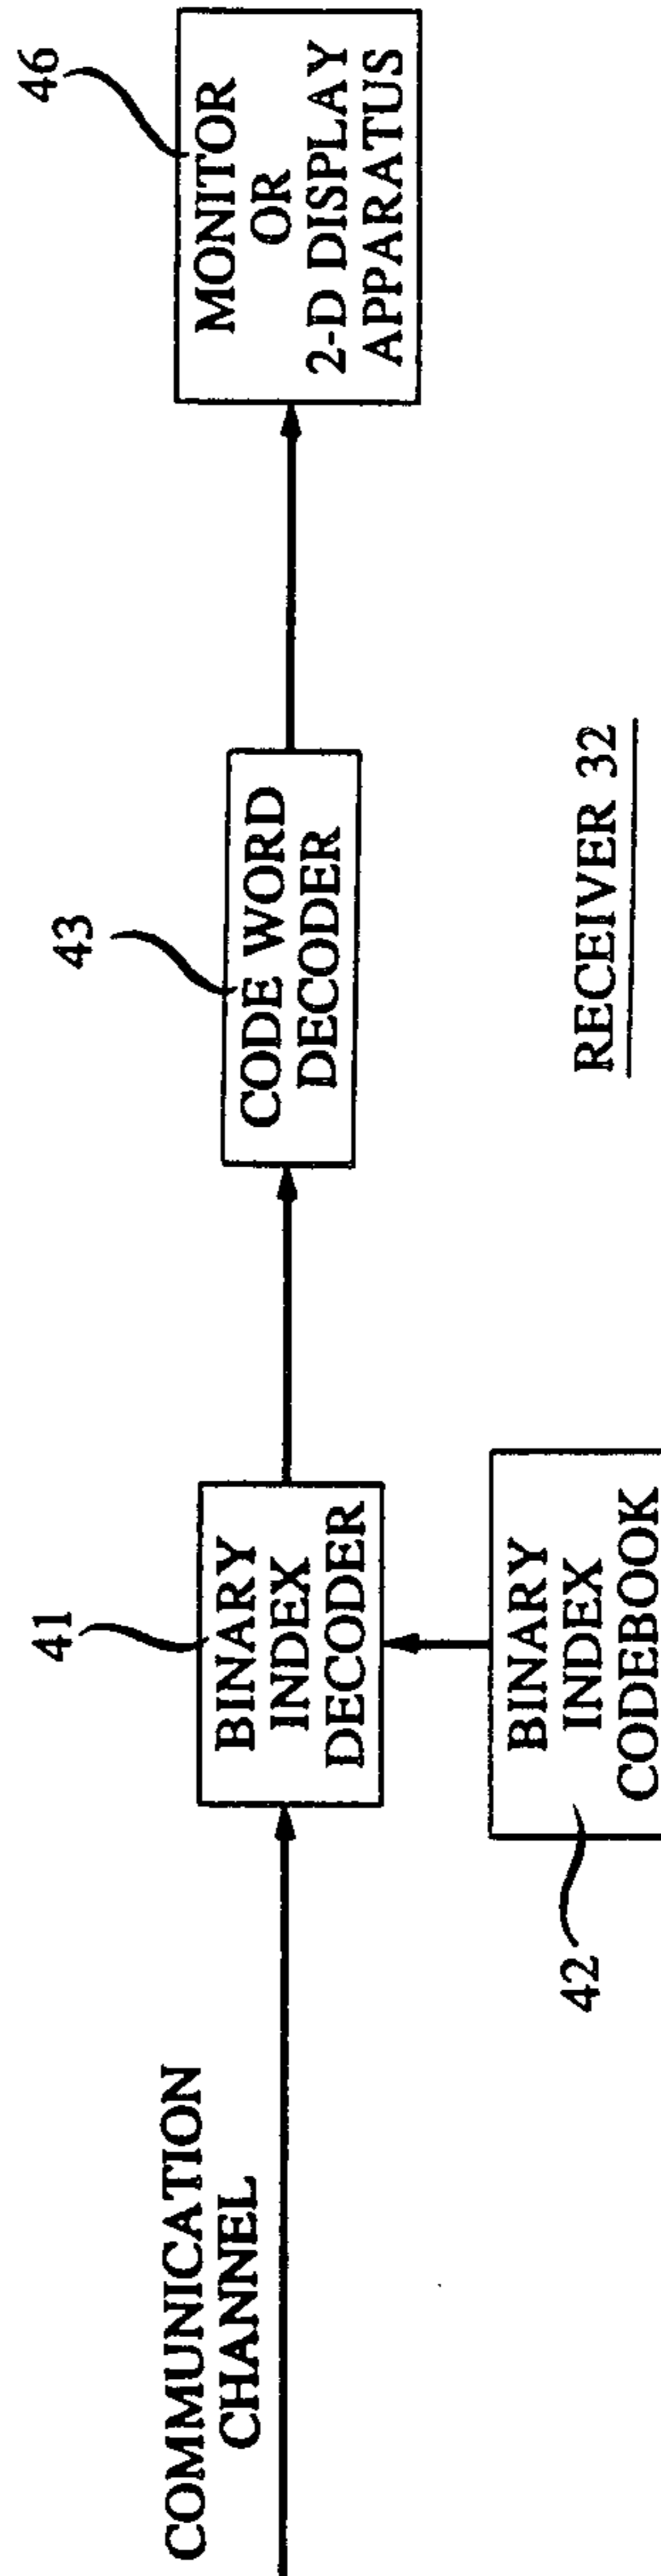 COMMUNICATION
CHANNEL
41
BINARY
INDEX
DECODER
42
BINARY
INDEX
CODEBOOK
43
CODE WORD
DECODER
46
MONITOR
OR
2-D DISPLAY
APPARATUS
RECEIVER 32